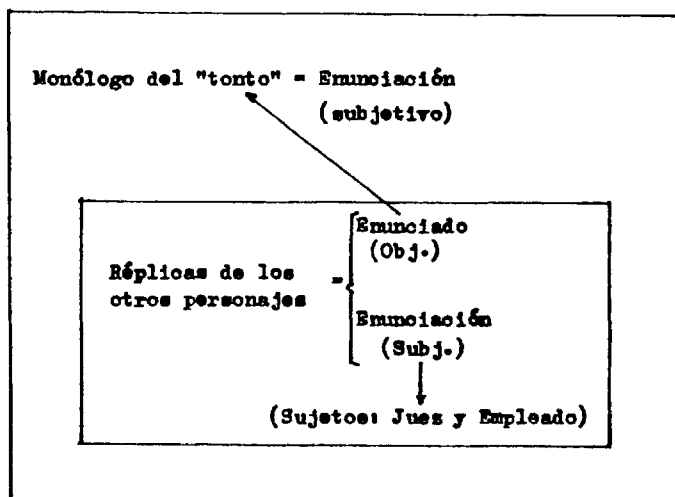 Monólogo del "tonto" = Enunciación
(subjetivo)
Enunciado
(Obj.)
Réplicas de los
otros personajes
=
Enunciación
(Subj.)
(Sujetos: Juez y Empleado)